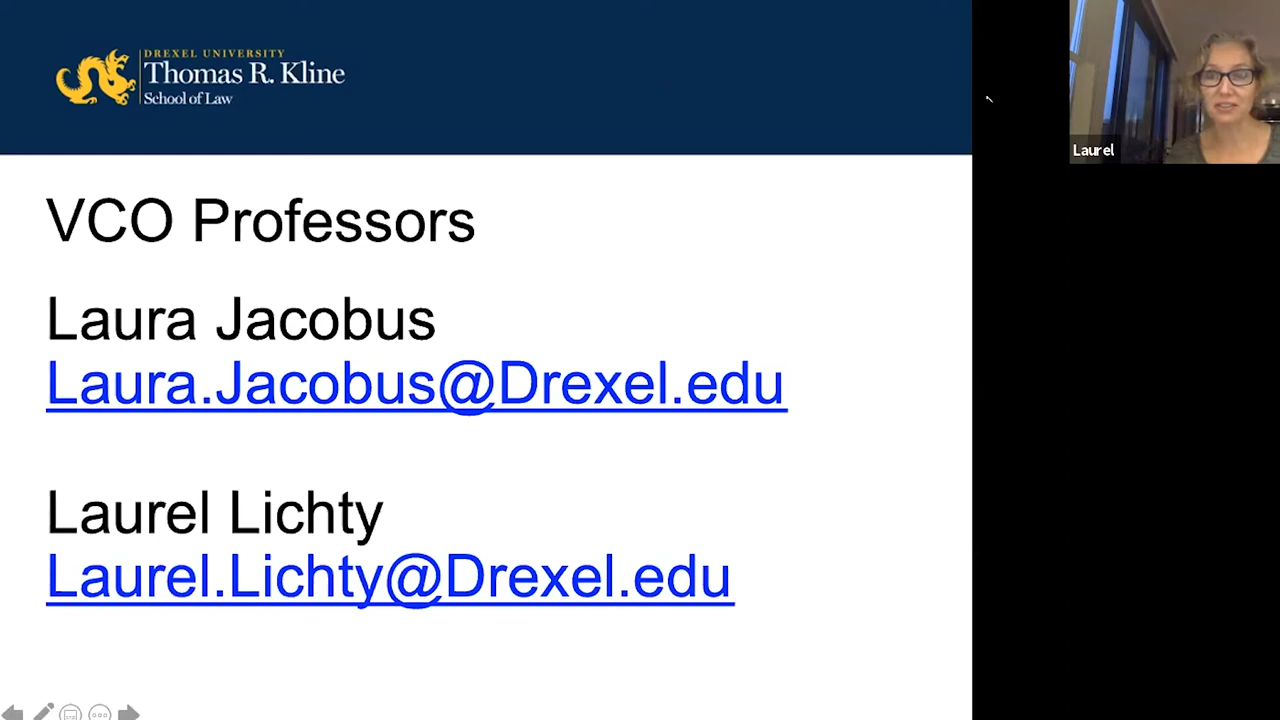 DREXEL UNIVERSITY
Thomas R. Kline
School of Law
Laurel
VCO Professors
Laura Jacobus
Laura.Jacobus@Drexel.edu
Laurel Lichty
Laurel.Lichty@Drexel.edu